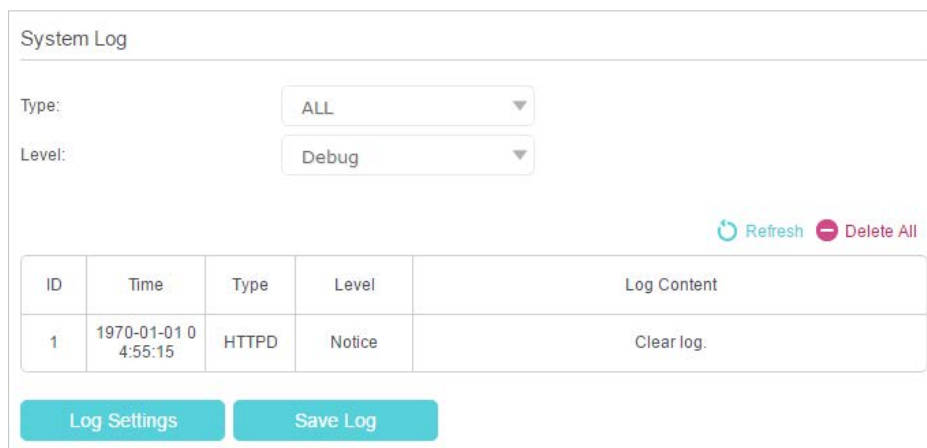 System Log
Type: ALL
Level: Debug
Refresh Delete All
ID Time Type Level Log Content
1 1970-01-01 0
4:55:15 HTTPD Notice Clear log.
Log Settings Save Log